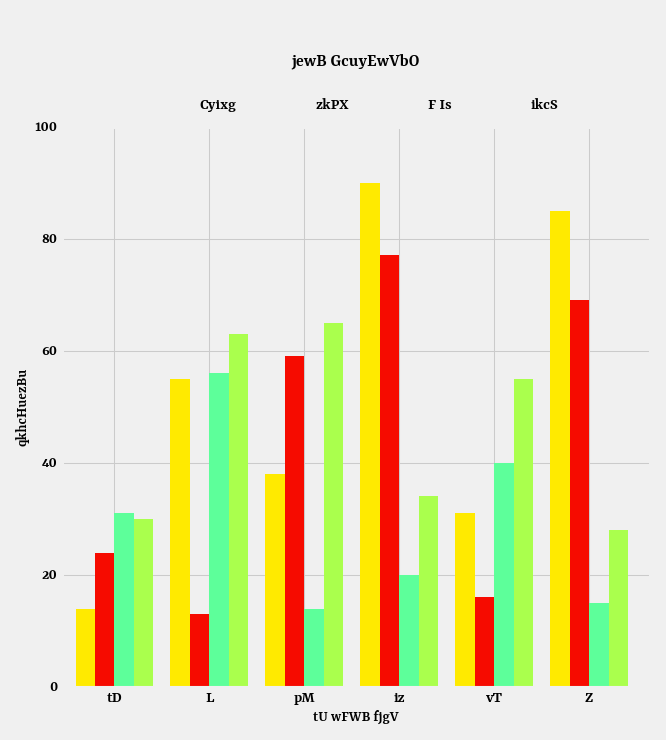 jewB GcuyEwVbO
Cyixg zkPX F Is ikcS
100
80
60
40
20
0
qkhcHuezBu
tD L pM iz vT Z
tU wFWB fjgV